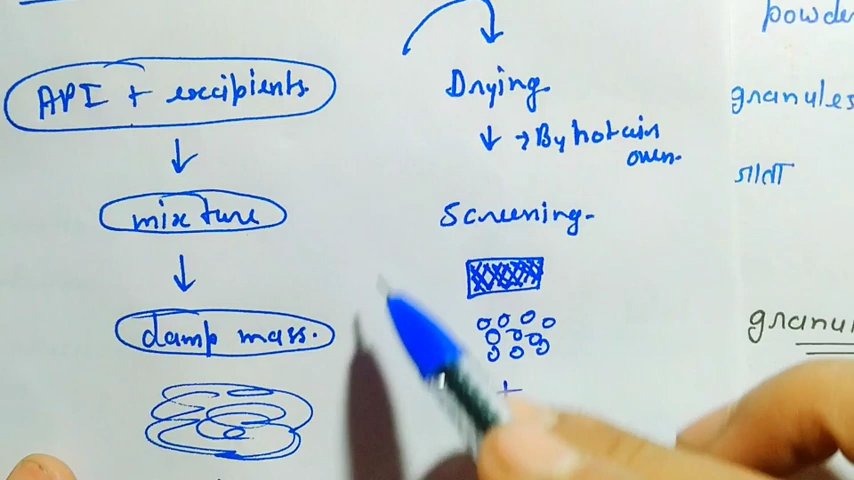 API + excipients.
↓
mixture
↓
damp mass.
Drying.
↓ → By hot air
oven.
Screening.
+
powde
granules
granul